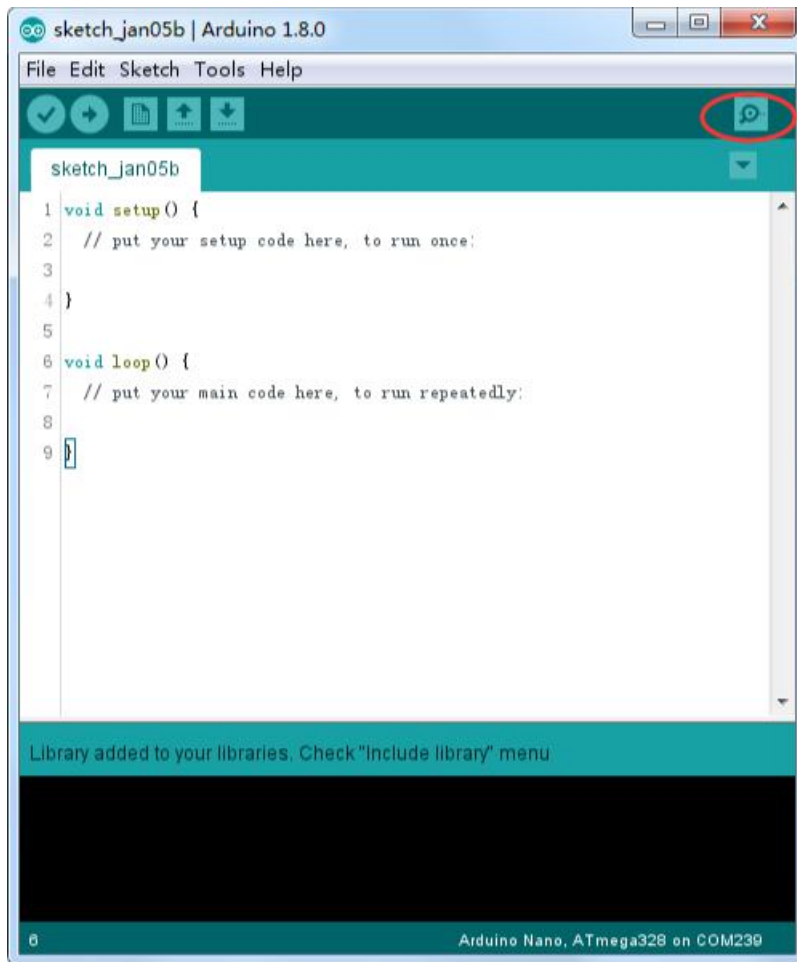 sketch_jan05b | Arduino 1.8.0
File Edit Sketch Tools Help
sketch_jan05b
1 void setup() {
2 // put your setup code here, to run once:
3
4 }
5
6 void loop() {
7 // put your main code here, to run repeatedly:
8
9 }
Library added to your libraries. Check "Include library" menu
6 Arduino Nano, ATmega328 on COM239